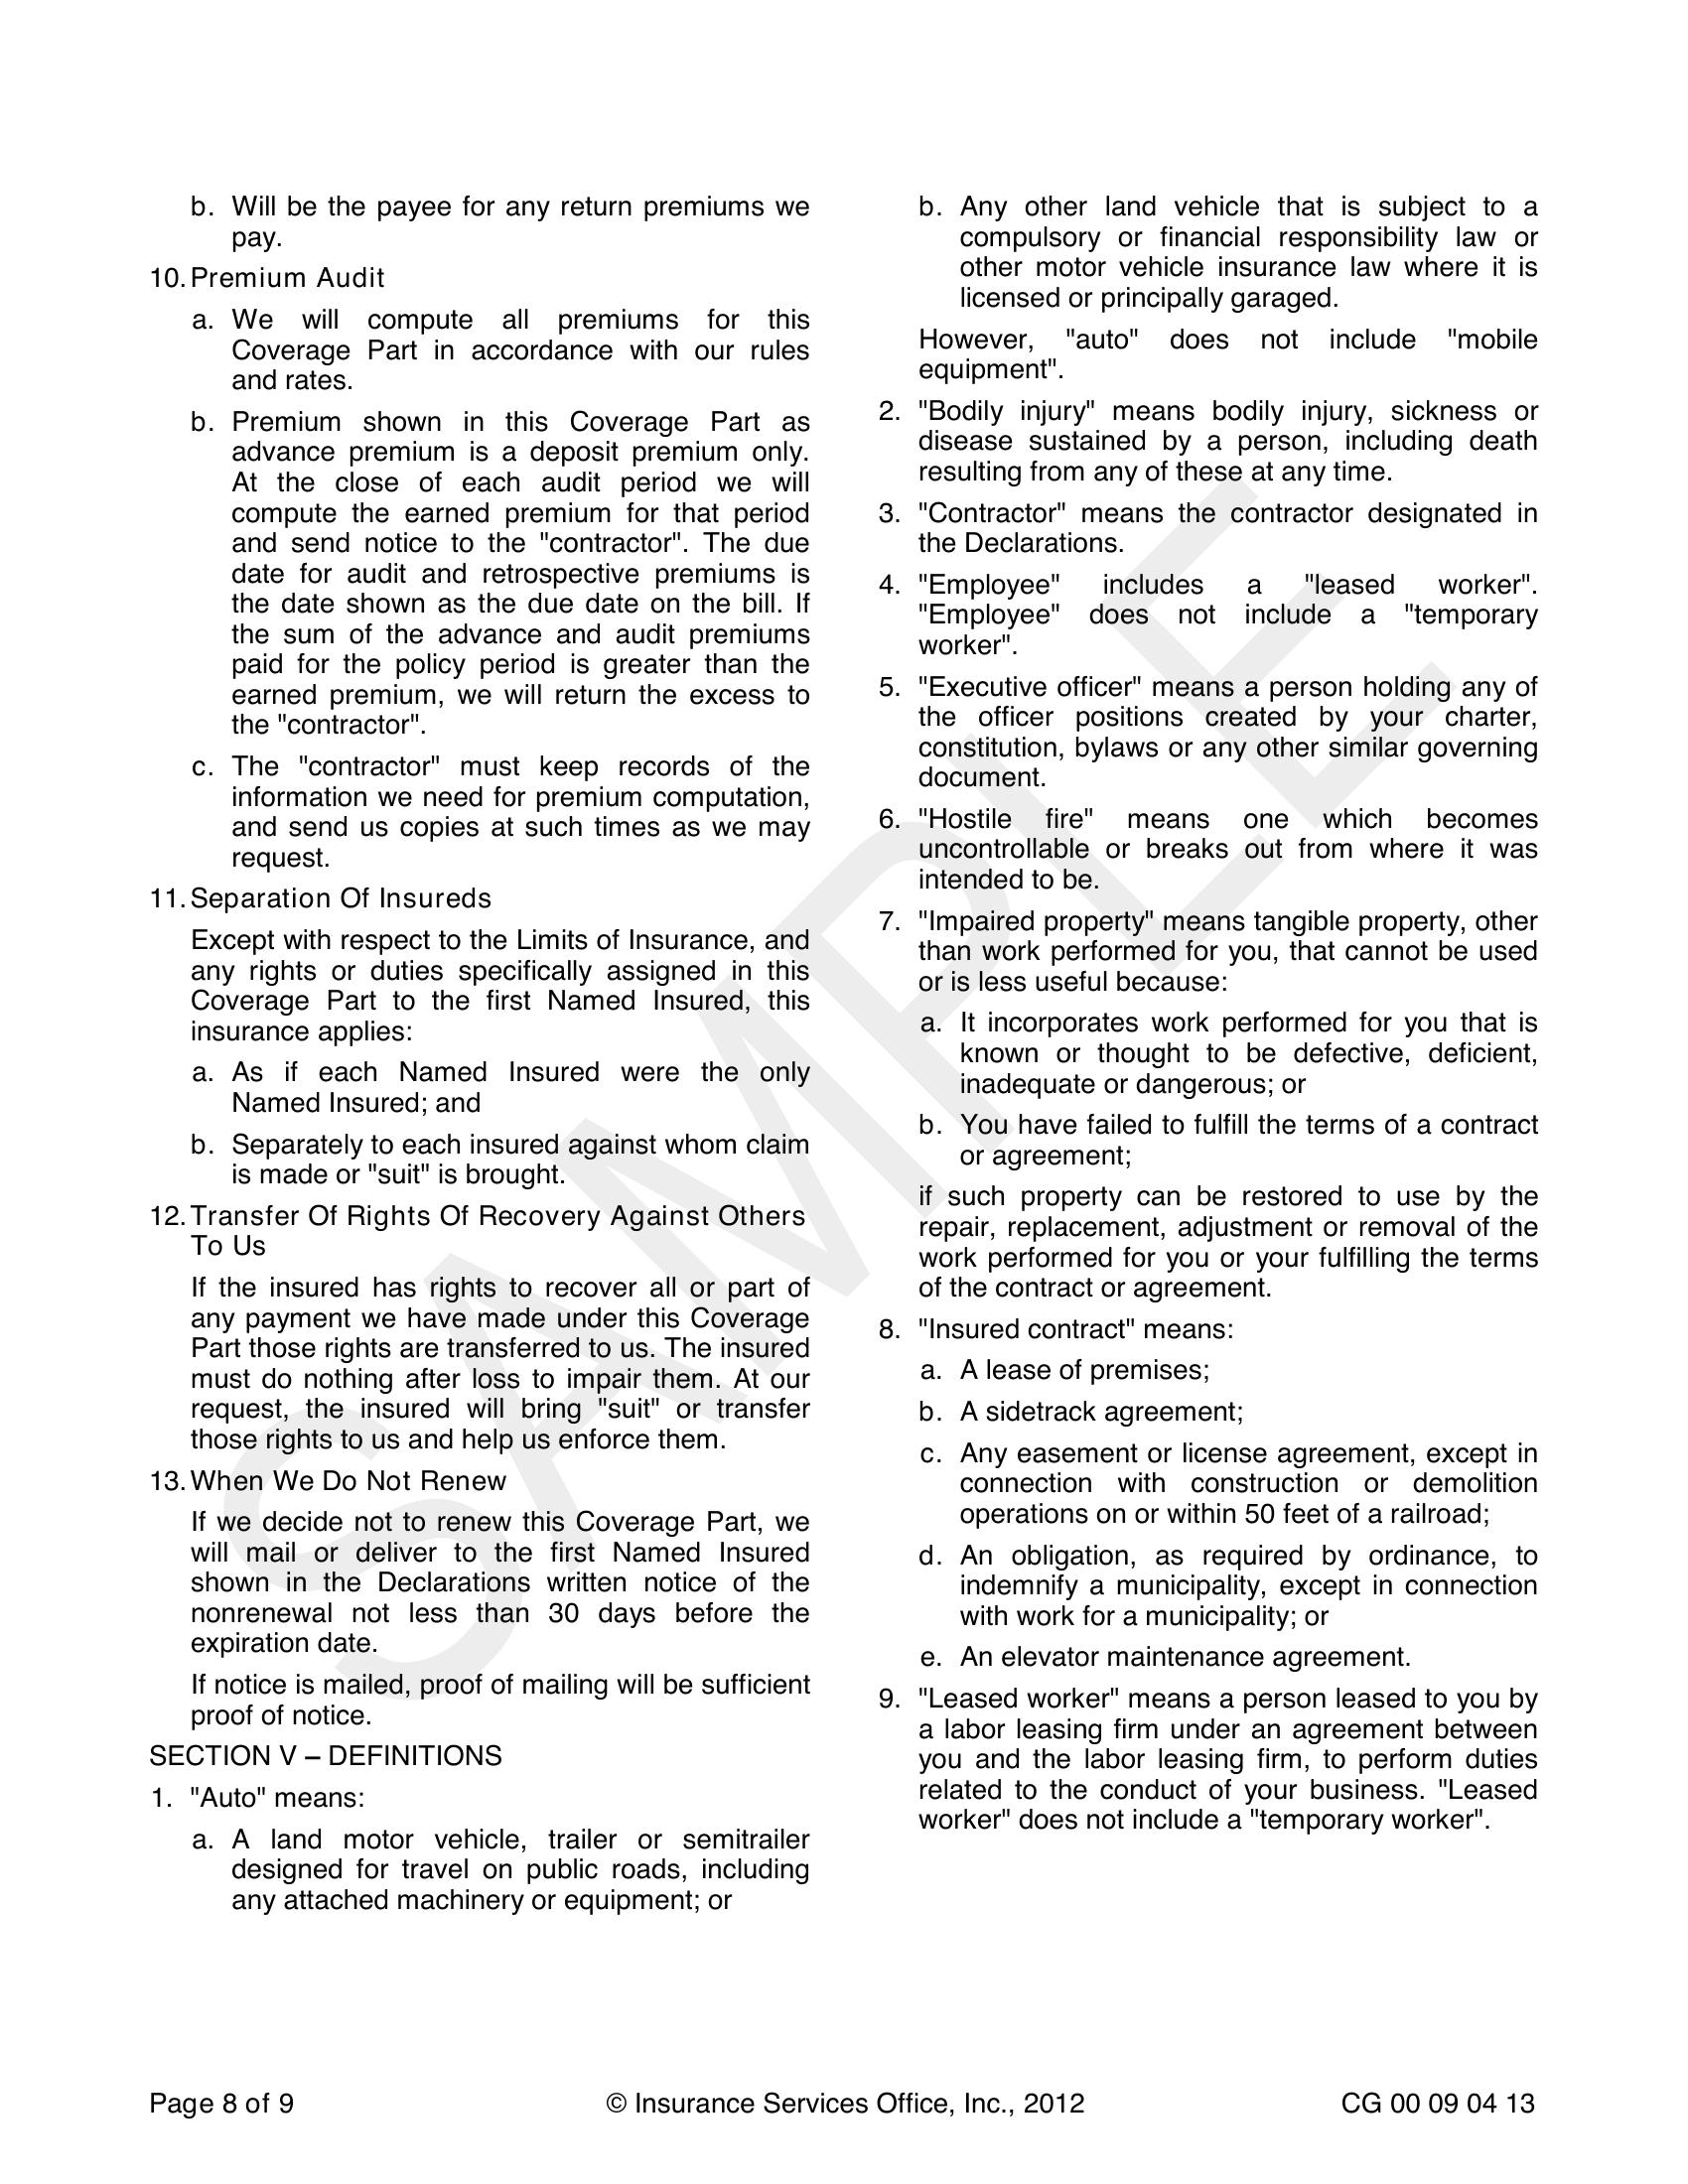 b. Will be the payee for any return premiums we
pay.
10. Premium Audit
a. We will compute all premiums for this
Coverage Part in accordance with our rules
and rates.
b. Premium shown in this Coverage Part as
advance premium is a deposit premium only.
At the close of each audit period we will
compute the earned premium for that period
and send notice to the "contractor". The due
date for audit and retrospective premiums is
the date shown as the due date on the bill. If
the sum of the advance and audit premiums
paid for the policy period is greater than the
earned premium, we will return the excess to
the "contractor".
c. The "contractor" must keep records of the
information we need for premium computation,
and send us copies at such times as we may
request.
11. Separation Of Insureds
Except with respect to the Limits of Insurance, and
any rights or duties specifically assigned in this
Coverage Part to the first Named Insured, this
insurance applies:
a. As if each Named Insured were the only
Named Insured; and
b. Separately to each insured against whom claim
is made or "suit" is brought.
12. Transfer Of Rights Of Recovery Against Others
To Us
If the insured has rights to recover all or part of
any payment we have made under this Coverage
Part those rights are transferred to us. The insured
must do nothing after loss to impair them. At our
request, the insured will bring "suit" or transfer
those rights to us and help us enforce them.
13. When We Do Not Renew
If we decide not to renew this Coverage Part, we
will mail or deliver to the first Named Insured
shown in the Declarations written notice of the
nonrenewal not less than 30 days before the
expiration date.
If notice is mailed, proof of mailing will be sufficient
proof of notice.
SECTION V – DEFINITIONS
1. "Auto" means:
a. A land motor vehicle, trailer or semitrailer
designed for travel on public roads, including
any attached machinery or equipment; or
b. Any other land vehicle that is subject to a
compulsory or financial responsibility law or
other motor vehicle insurance law where it is
licensed or principally garaged.
However, "auto" does not include "mobile
equipment".
2. "Bodily injury" means bodily injury, sickness or
disease sustained by a person, including death
resulting from any of these at any time.
3. "Contractor" means the contractor designated in
the Declarations.
4. "Employee" includes a "leased worker".
"Employee" does not include a "temporary
worker".
5. "Executive officer" means a person holding any of
the officer positions created by your charter,
constitution, bylaws or any other similar governing
document.
6. "Hostile fire" means one which becomes
uncontrollable or breaks out from where it was
intended to be.
7. "Impaired property" means tangible property, other
than work performed for you, that cannot be used
or is less useful because:
a. It incorporates work performed for you that is
known or thought to be defective, deficient,
inadequate or dangerous; or
b. You have failed to fulfill the terms of a contract
or agreement;
if such property can be restored to use by the
repair, replacement, adjustment or removal of the
work performed for you or your fulfilling the terms
of the contract or agreement.
8. "Insured contract" means:
a. A lease of premises;
b. A sidetrack agreement;
c. Any easement or license agreement, except in
connection with construction or demolition
operations on or within 50 feet of a railroad;
d. An obligation, as required by ordinance, to
indemnify a municipality, except in connection
with work for a municipality; or
e. An elevator maintenance agreement.
9. "Leased worker" means a person leased to you by
a labor leasing firm under an agreement between
you and the labor leasing firm, to perform duties
related to the conduct of your business. "Leased
worker" does not include a "temporary worker".
SAMPLE
Page 8 of 9
© Insurance Services Office, Inc., 2012
CG 00 09 04 13